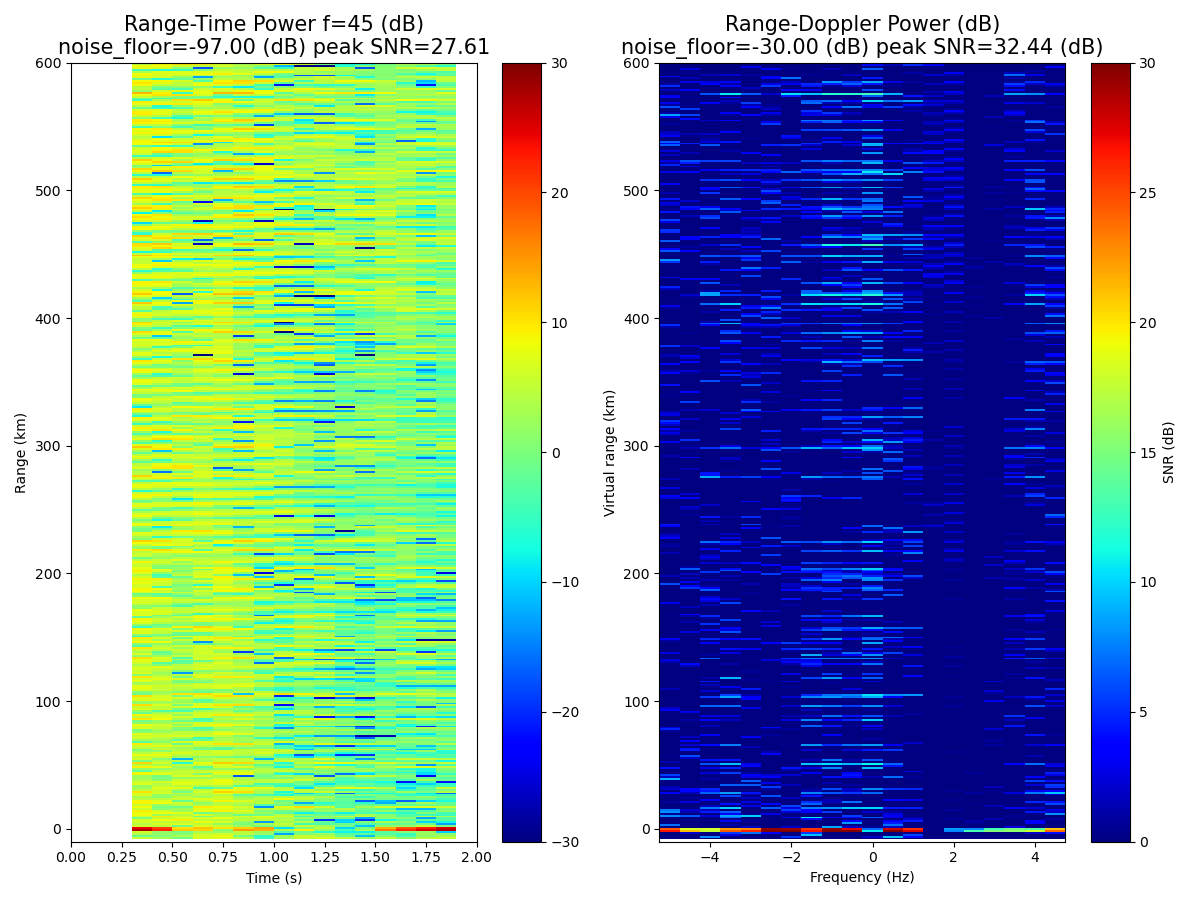 Range-Time Power f=45 (dB)
noise_floor=-97.00 (dB) peak SNR=27.61
600
500
400
300
200
100
0
Range (km)
0.00 0.25 0.50 0.75 1.00 1.25 1.50 1.75 2.00
Time (s)
30
20
10
0
−10
−20
−30
Range-Doppler Power (dB)
noise_floor=-30.00 (dB) peak SNR=32.44 (dB)
600
500
400
300
200
100
0
Virtual range (km)
−4 −2 0 2 4
Frequency (Hz)
30
25
20
15
10
5
0
SNR (dB)